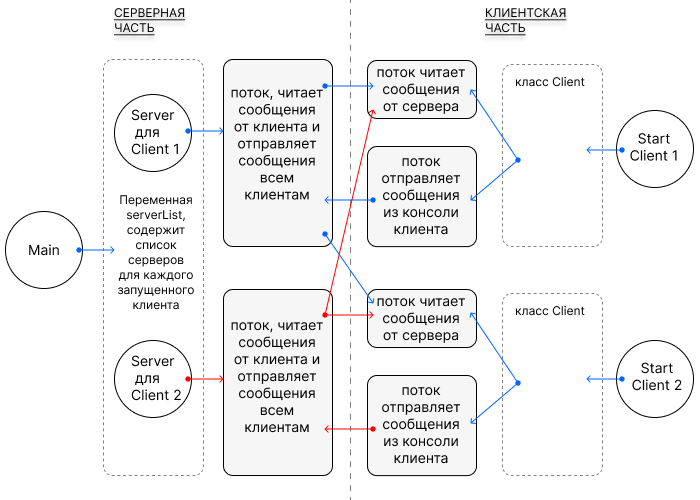 СЕРВЕРНАЯ
ЧАСТЬ
КЛИЕНТСКАЯ
ЧАСТЬ
Main
Server
для
Client 1
Переменная
serverList,
содержит
список
серверов
для каждого
запущенного
клиента
Server
для
Client 2
поток, читает
сообщения
от клиента и
отправляет
сообщения
всем
клиентам
поток, читает
сообщения
от клиента и
отправляет
сообщения
всем
клиентам
поток читает
сообщения
от сервера
поток
отправляет
сообщения
из консоли
клиента
класс Client
Start
Client 1
поток читает
сообщения
от сервера
поток
отправляет
сообщения
из консоли
клиента
класс Client
Start
Client 2